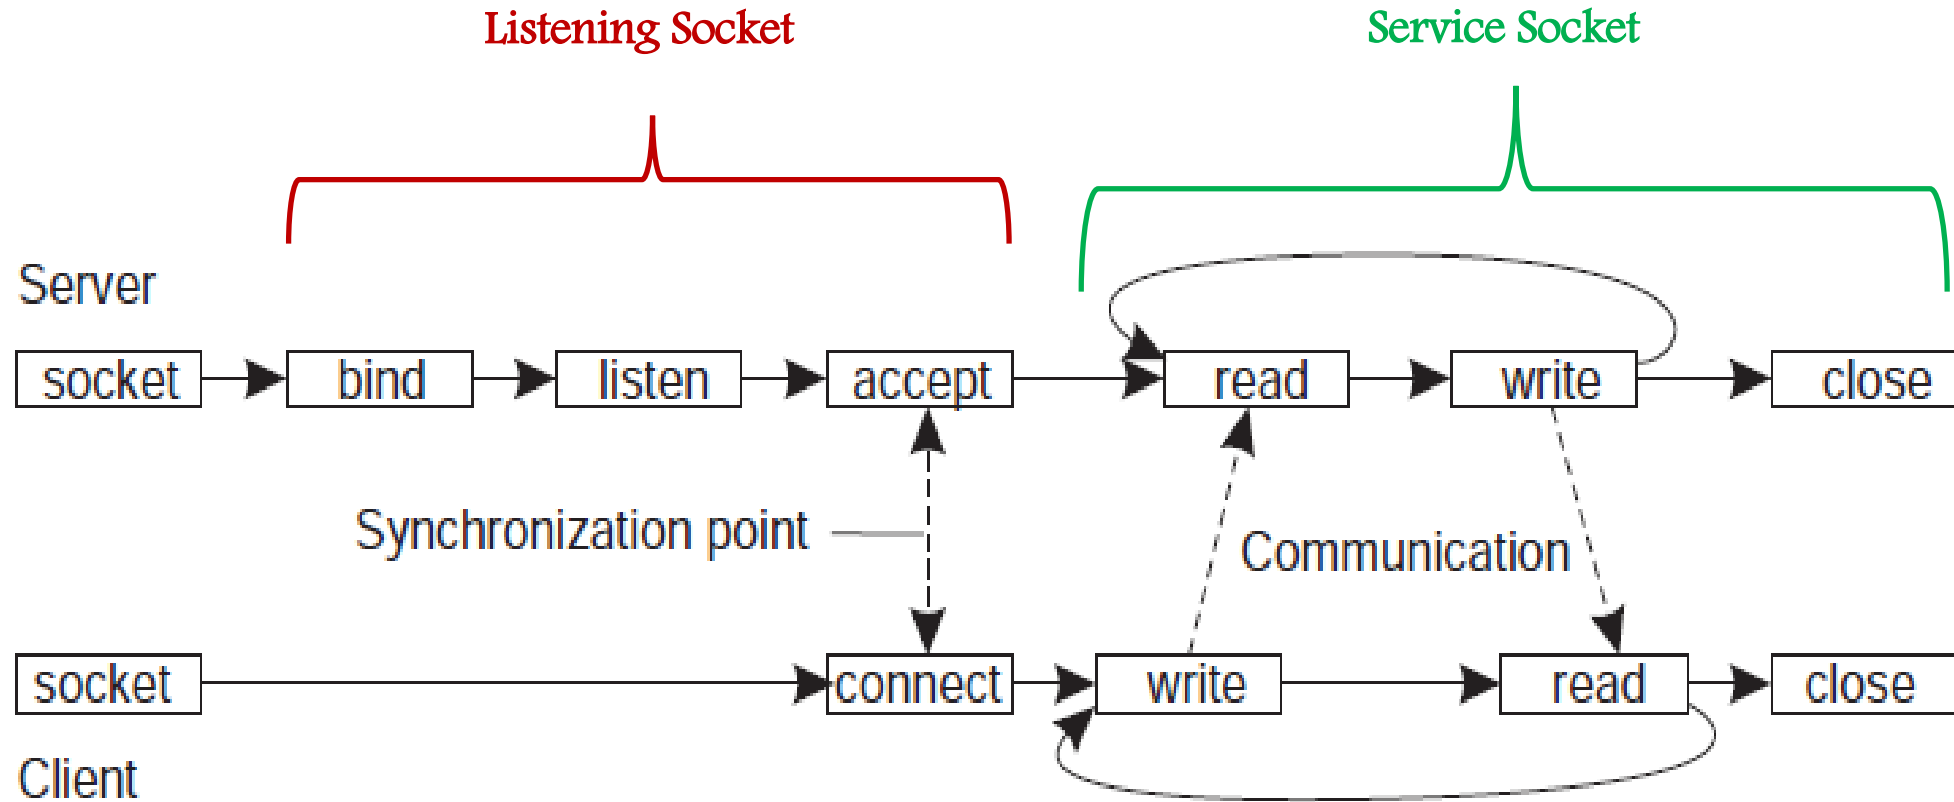 Listening Socket
Service Socket
Server
socket
bind
listen
accept
read
write
close
Synchronization point
Communication
socket
connect
write
read
close
Client